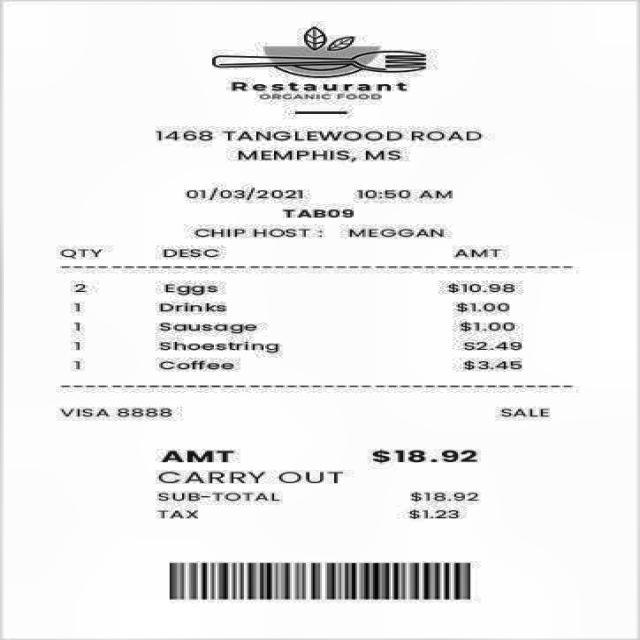 Restaurant
ORGANIC FOOD
1468 TANGLEWOOD ROAD
MEMPHIS, MS
01/03/2021 10:50 AM
TAB09
CHIP HOST : MEGGAN
QTY DESC AMT
2 Eggs $10.98
1 Drinks $1.00
1 Sausage $1.00
1 Shoestring $2.49
1 Coffee $3.45
VISA 8888 SALE
AMT $18.92
CARRY OUT
SUB-TOTAL $18.92
TAX $1.23